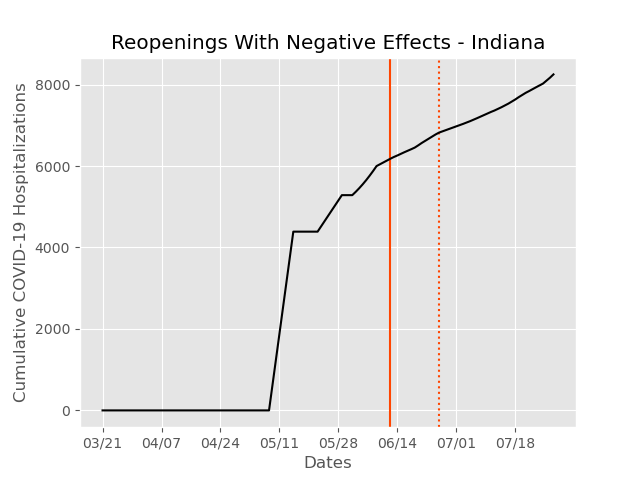 Reopenings With Negative Effects - Indiana
Cumulative COVID-19 Hospitalizations
8000
6000
4000
2000
0
03/21 04/07 04/24 05/11 05/28 06/14 07/01 07/18
Dates